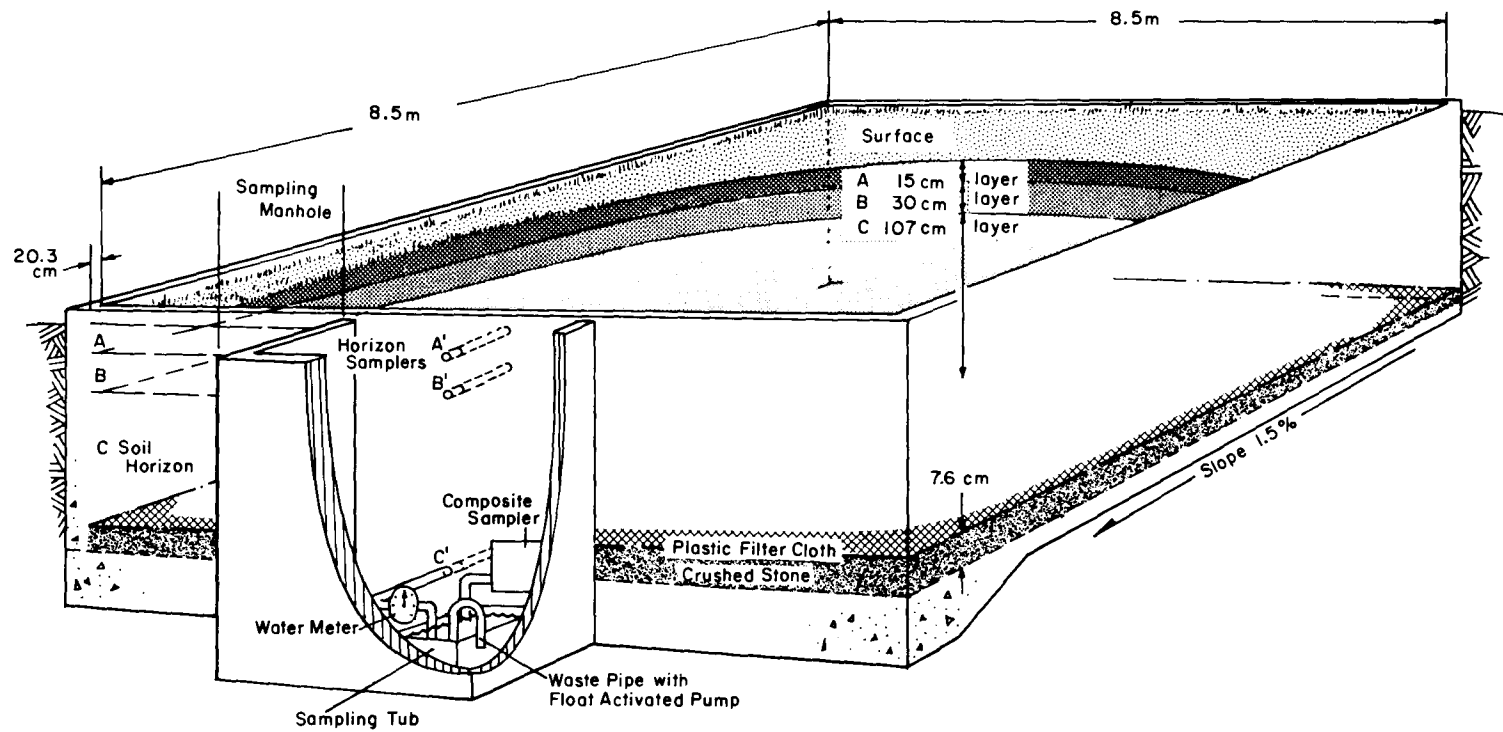 8.5m
8.5m
Sampling
Manhole
20.3
cm
Surface
A 15 cm layer
B 30 cm layer
C 107 cm layer
A
B
Horizon
Samplers
A'
B'
C Soil
Horizon
Composite
Sampler
C'
7.6 cm
Slope 1.5%
Plastic Filter Cloth
Crushed Stone
Water Meter
Waste Pipe with
Float Activated Pump
Sampling Tub